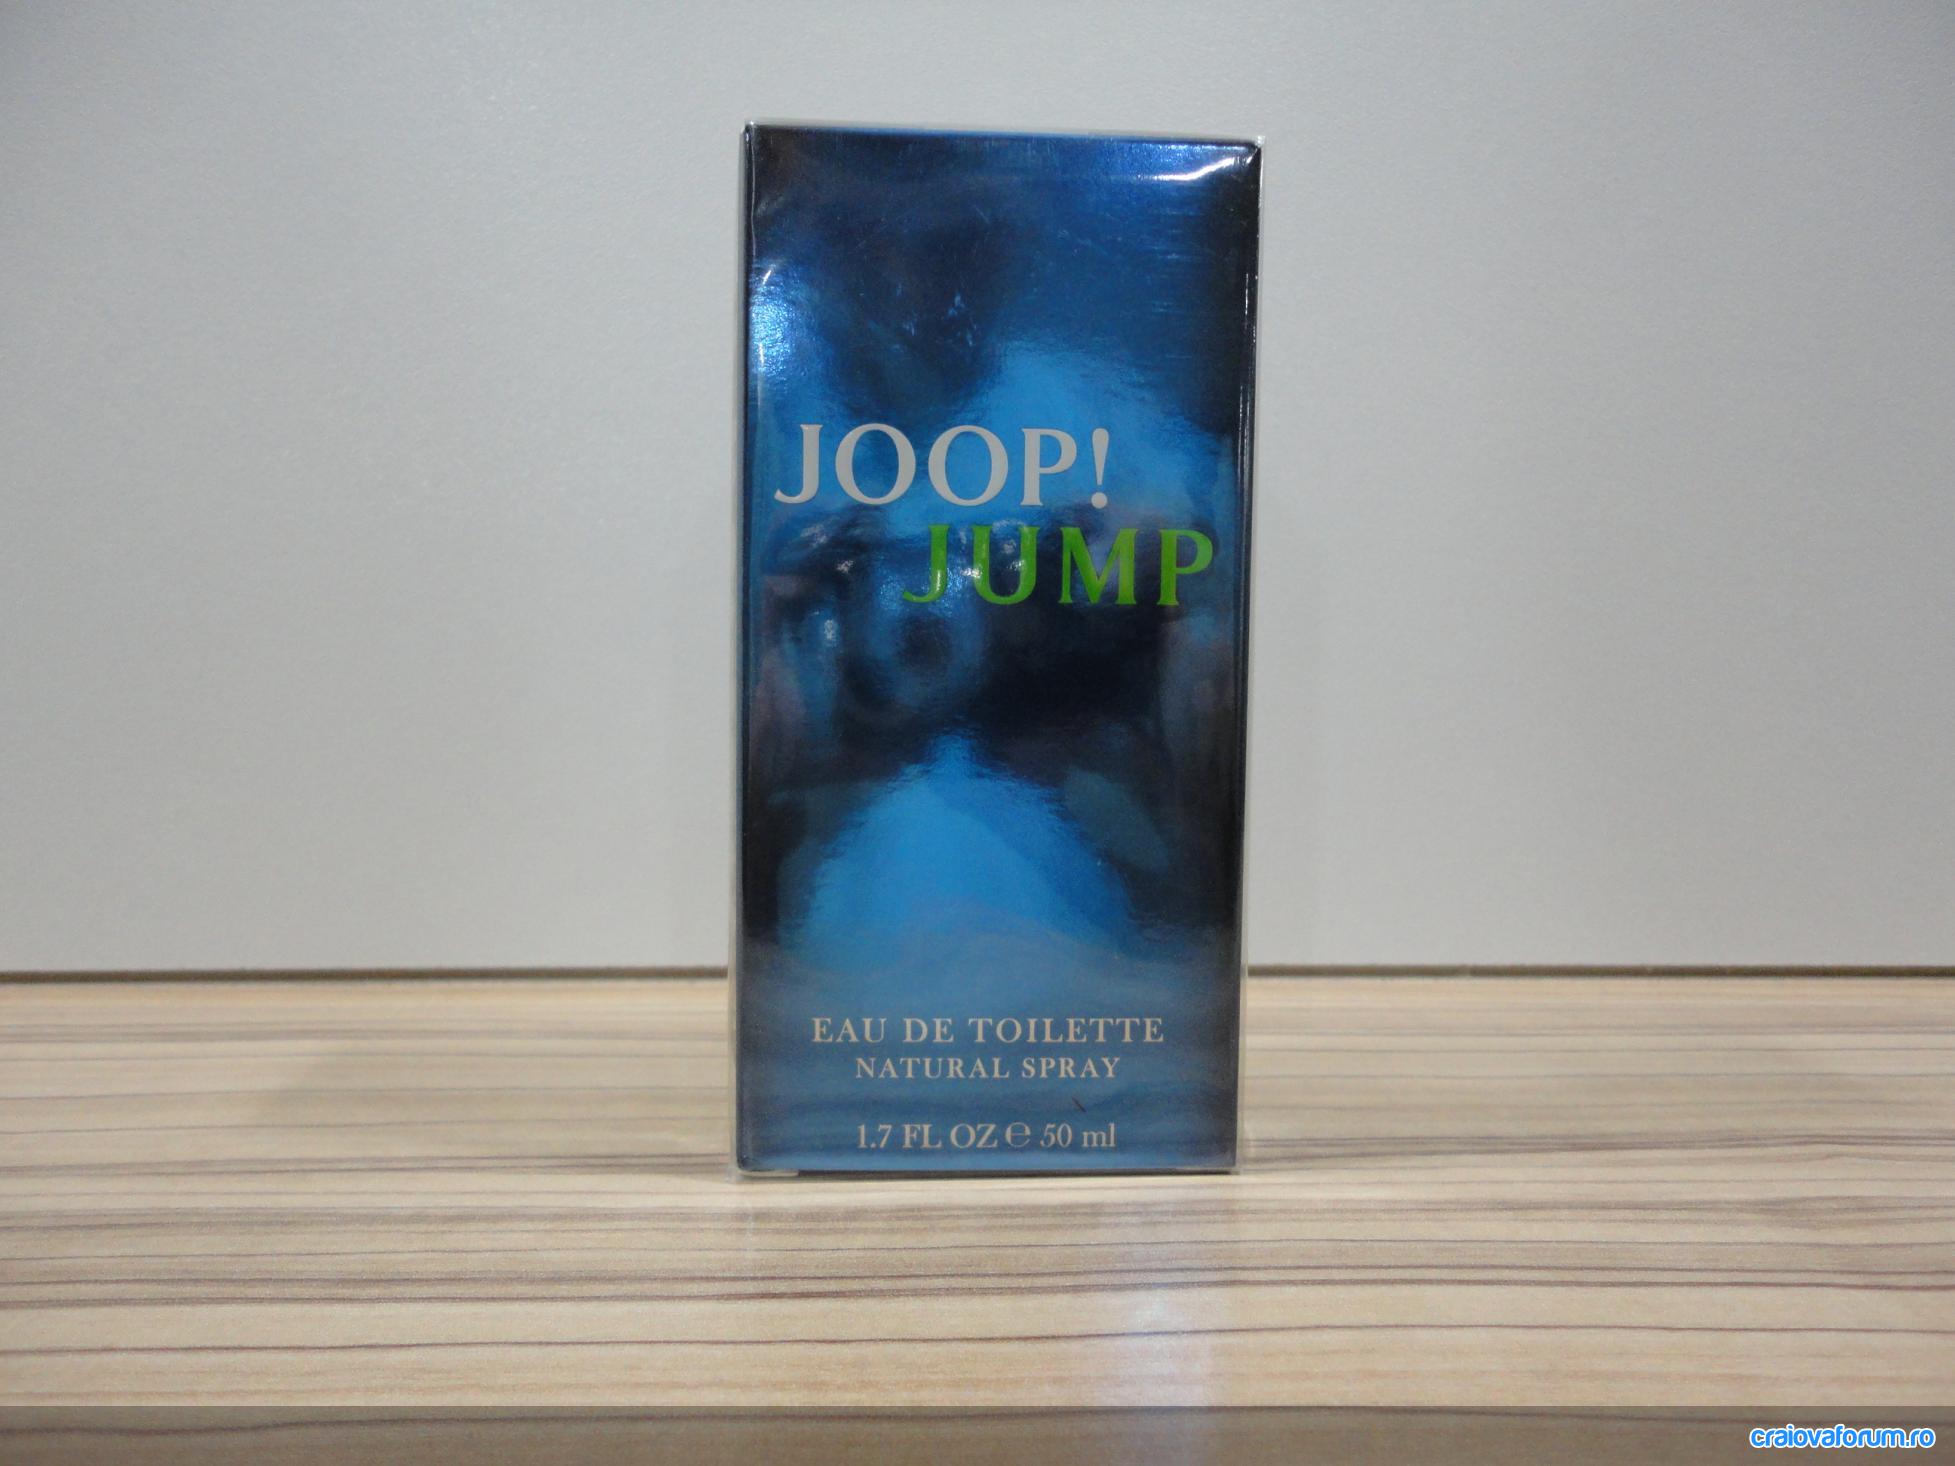 JOOP!
JUMP
EAU DE TOILETTE
NATURAL SPRAY
1.7 FL OZ ℮ 50 ml
craiovaforum.ro